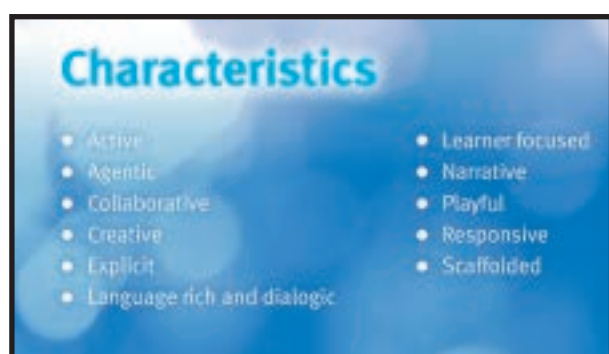 Characteristics
• Active
• Agentic
• Collaborative
• Creative
• Explicit
• Language rich and dialogic
• Learner focused
• Narrative
• Playful
• Responsive
• Scaffolded